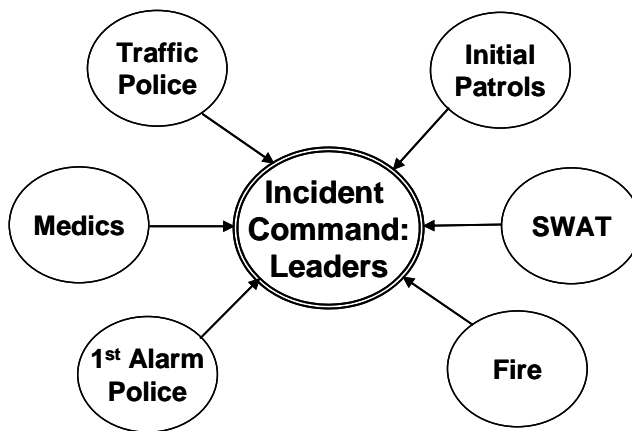 Traffic
Police
Initial
Patrols
Incident
Command:
Leaders
Medics
SWAT
1st Alarm
Police
Fire